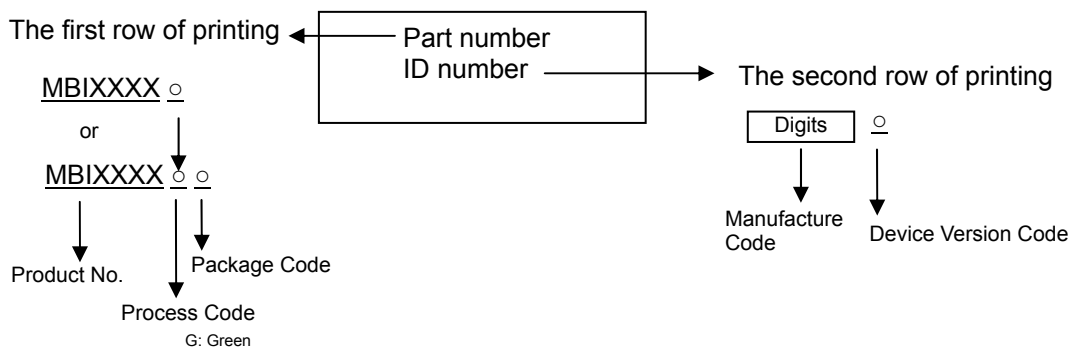 The first row of printing
Part number
ID number
The second row of printing
MBIXXXX ○
or
MBIXXXX ○ ○
Digits ○
Manufacture
Code
Device Version Code
Product No.
Package Code
Process Code
G: Green